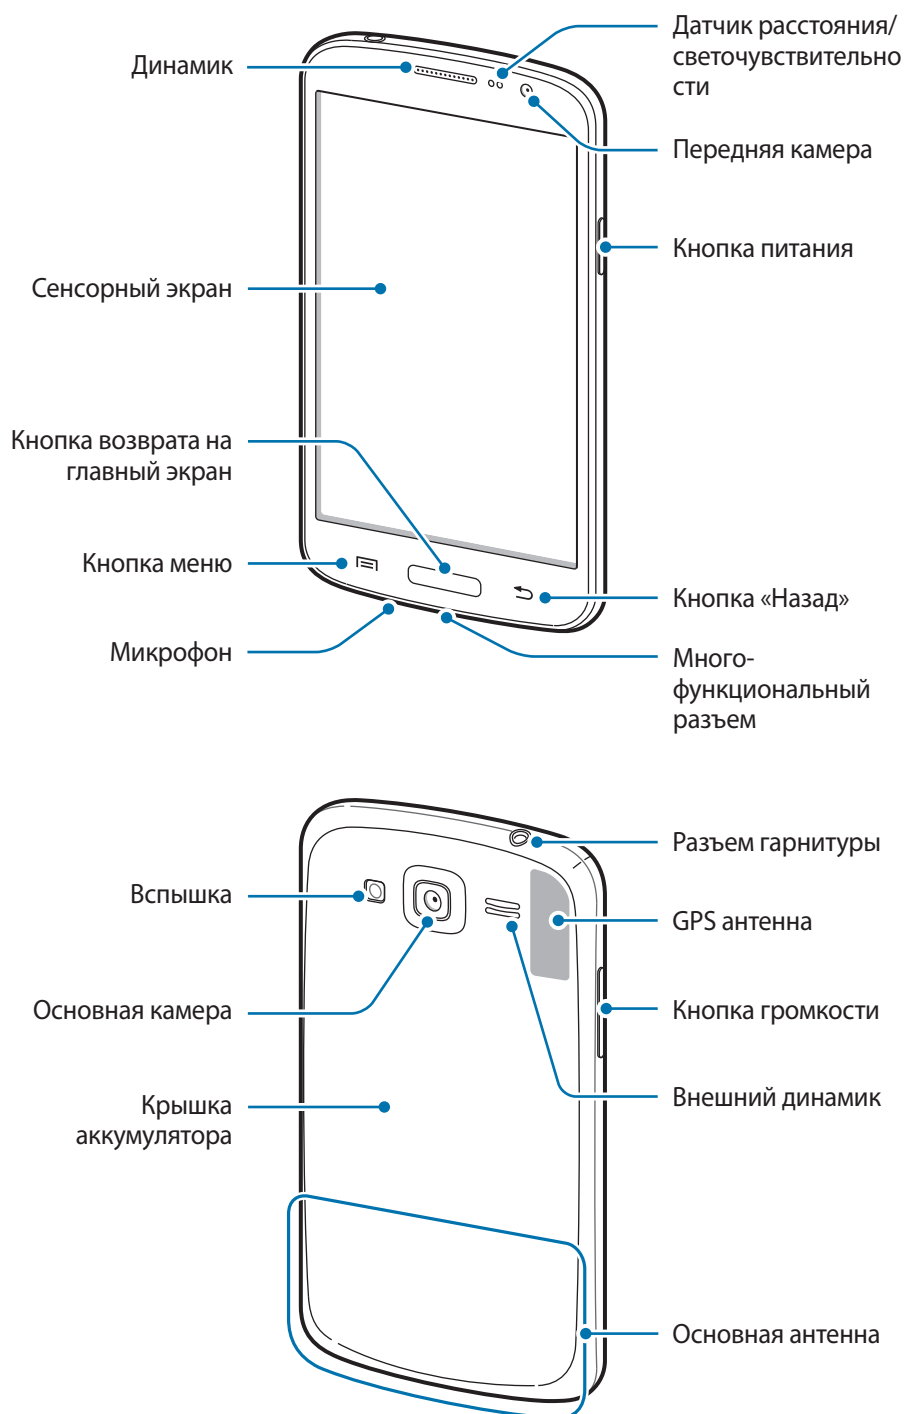 Датчик расстояния/
светочувствительно
сти
Динамик
Передняя камера
Кнопка питания
Сенсорный экран
Кнопка возврата на
главный экран
Кнопка меню
Кнопка «Назад»
Микрофон
Много-
функциональный
разъем
Разъем гарнитуры
Вспышка
GPS антенна
Основная камера
Кнопка громкости
Внешний динамик
Крышка
аккумулятора
Основная антенна